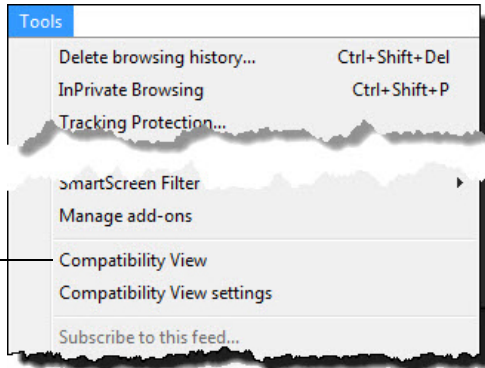 Tools
Delete browsing history... Ctrl+Shift+Del
InPrivate Browsing Ctrl+Shift+P
Tracking Protection...
SmartScreen Filter
Manage add-ons
Compatibility View
Compatibility View settings
Subscribe to this feed...